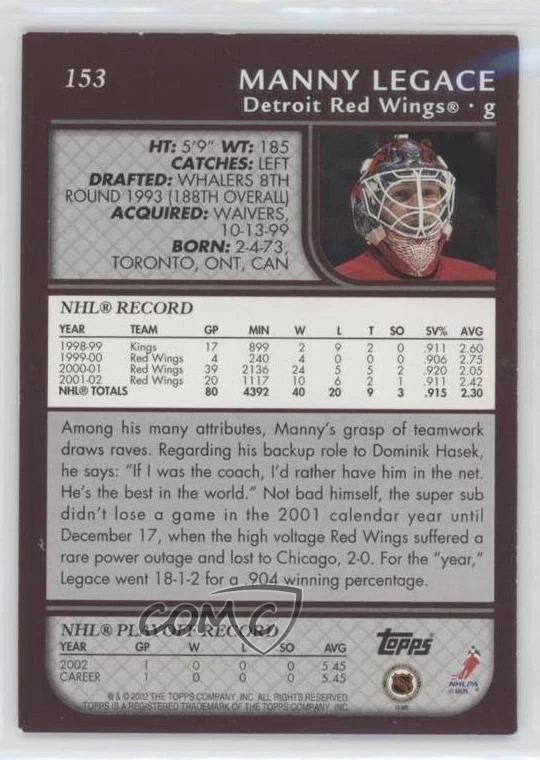 153
MANNY LEGACE
Detroit Red Wings® · g
HT: 5'9" WT: 185
CATCHES: LEFT
DRAFTED: WHALERS 8TH
ROUND 1993 (188TH OVERALL)
ACQUIRED: WAIVERS,
10-13-99
BORN: 2-4-73,
TORONTO, ONT, CAN
NHL® RECORD
YEAR TEAM GP MIN W L T SO SV% AVG
1998-99 Kings 17 899 2 9 2 0 .911 2.60
1999-00 Red Wings 4 240 4 0 0 0 .906 2.75
2000-01 Red Wings 39 2136 24 5 5 2 .920 2.05
2001-02 Red Wings 20 1117 10 6 2 1 .911 2.42
NHL® TOTALS 80 4392 40 20 9 3 .915 2.30
Among his many attributes, Manny's grasp of teamwork
draws raves. Regarding his backup role to Dominik Hasek,
he says: "If I was the coach, I'd rather have him in the net.
He's the best in the world." Not bad himself, the super sub
didn't lose a game in the 2001 calendar year until
December 17, when the high voltage Red Wings suffered a
rare power outage and lost to Chicago, 2-0. For the "year,"
Legace went 18-1-2 for a .904 winning percentage.
COMC
NHL® PLAYOFF RECORD
YEAR GP W L SO AVG
2002 1 0 0 0 5.45
CAREER 1 0 0 0 5.45
Topps
NHLPA
® & © 2002 THE TOPPS COMPANY, INC. ALL RIGHTS RESERVED.
TOPPS IS A REGISTERED TRADEMARK OF THE TOPPS COMPANY, INC.